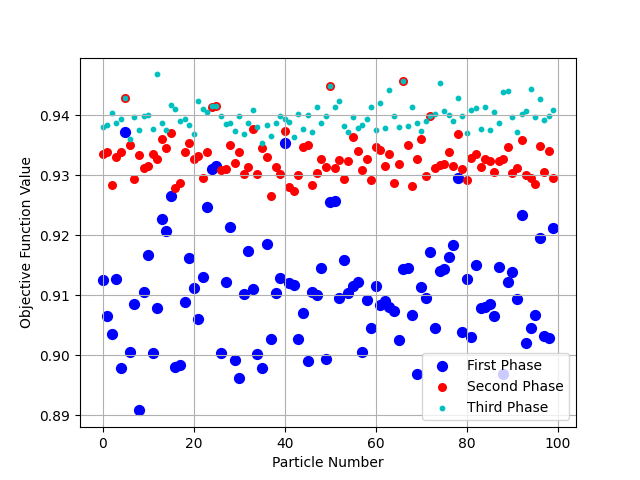 0.94
0.93
0.92
0.91
0.90
0.89
Objective Function Value
0 20 40 60 80 100
Particle Number
First Phase
Second Phase
Third Phase